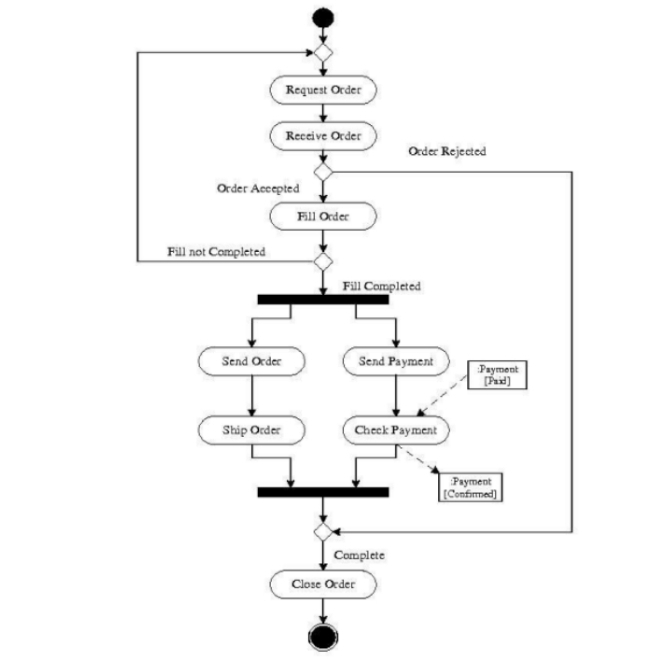 Request Order
Receive Order
Order Rejected
Order Accepted
Fill Order
Fill not Completed
Fill Completed
Send Order
Send Payment
:Payment
[Paid]
Ship Order
Check Payment
:Payment
[Confirmed]
Complete
Close Order